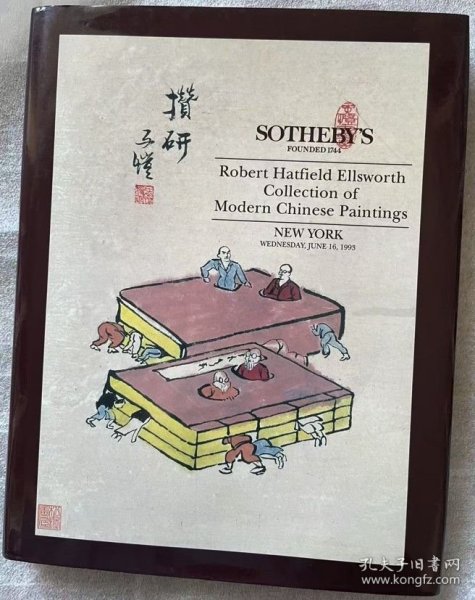 攢研
子愷
SOTHEBY'S
FOUNDED 1744
Robert Hatfield Ellsworth
Collection of
Modern Chinese Paintings
NEW YORK
WEDNESDAY, JUNE 16, 1993
孔夫子旧书网
www.kongfz.com